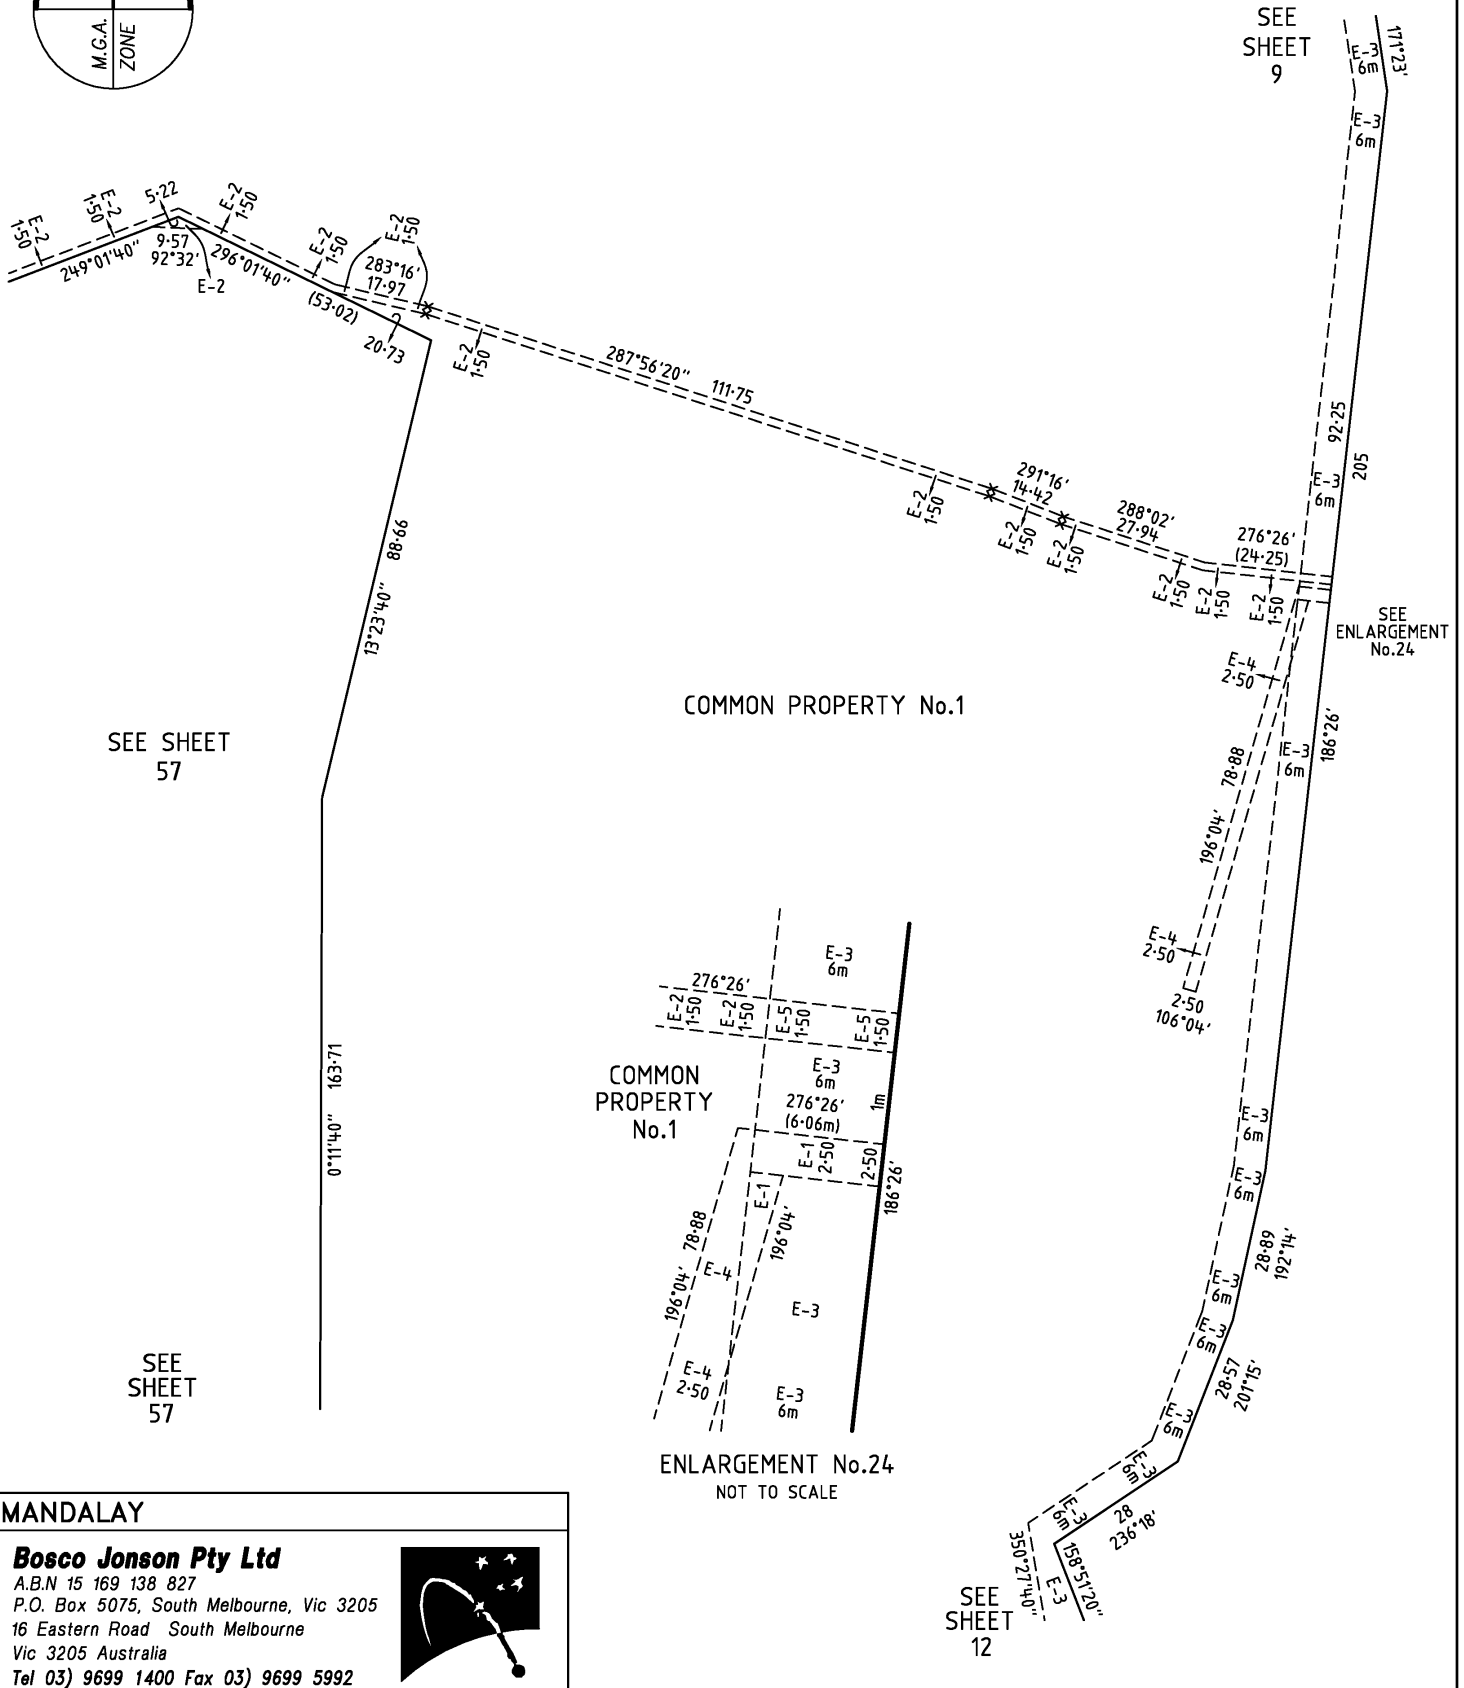 M.G.A.
ZONE
SEE
SHEET
9
E-3
6m
171°23'
E-3
6m
E-2
1·50
E-2
1·50
5·22
E-2
1·50
E-2
1·50
E-2
1·50
249°01'40"
9·57
92°32'
296°01'40"
E-2
(53·02)
283°16'
17·97
20·73
E-2
1·50
287°56'20"
111·75
92·25
205
E-3
6m
291°16'
14·42
288°02'
27·94
276°26'
(24·25)
E-2
1·50
E-2
1·50
E-2
1·50
E-2
1·50
E-2
1·50
E-2
1·50
SEE
ENLARGEMENT
No.24
88·66
13°23'40"
E-4
2·50
COMMON PROPERTY No.1
SEE SHEET
57
186°26'
E-3
6m
78·88
196°04'
E-4
2·50
2·50
106°04'
E-3
6m
276°26'
E-2
1·50
E-2
1·50
E-5
1·50
E-5
1·50
COMMON
PROPERTY
No.1
E-3
6m
276°26'
(6·06m)
1m
E-1
2·50
2·50
E-1
186°26'
78·88
196°04'
196°04'
E-4
E-3
E-4
2·50
E-3
6m
ENLARGEMENT No.24
NOT TO SCALE
163·71
0°11'40"
SEE
SHEET
57
E-3
6m
E-3
6m
28·89
192°14'
E-3
6m
E-3
6m
28·57
201°15'
E-3
6m
E-3
6m
E-3
6m
28
236°18'
350°27'40"
E-3
158°51'20"
SEE
SHEET
12
MANDALAY
Bosco Jonson Pty Ltd
A.B.N 15 169 138 827
P.O. Box 5075, South Melbourne, Vic 3205
16 Eastern Road South Melbourne
Vic 3205 Australia
Tel 03) 9699 1400 Fax 03) 9699 5992